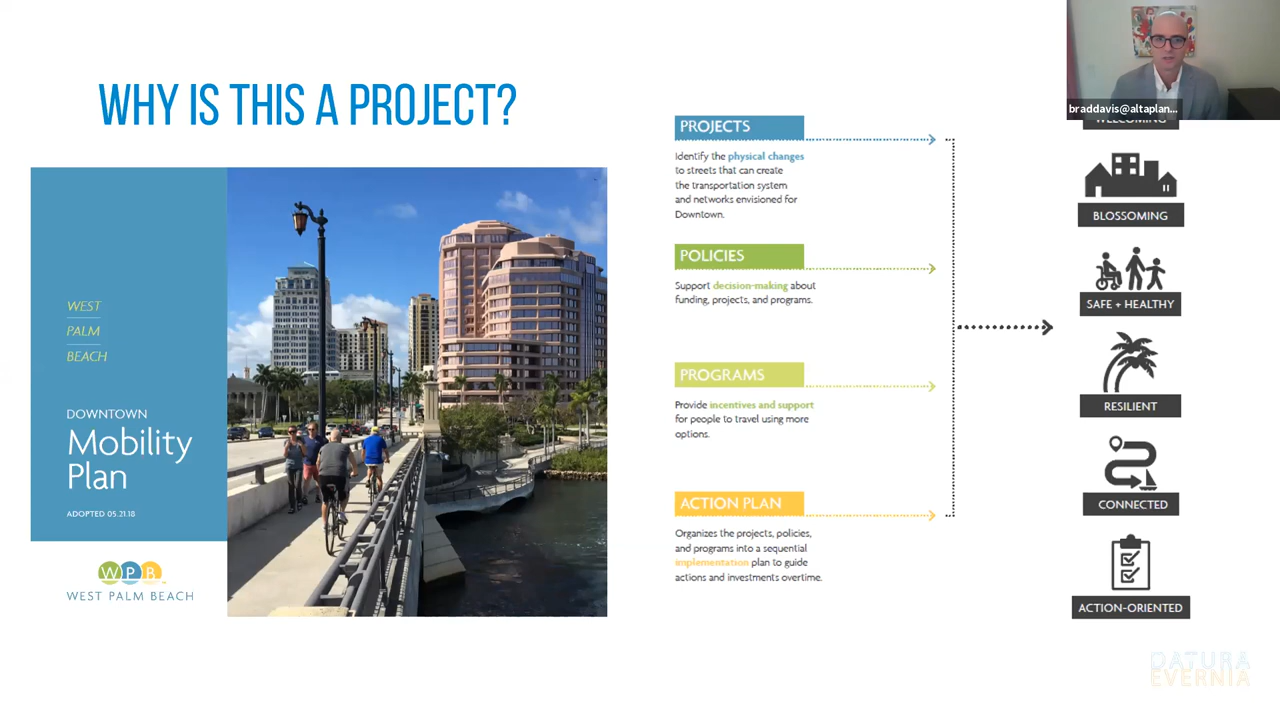 WHY IS THIS A PROJECT?
WEST
PALM
BEACH
DOWNTOWN
Mobility
Plan
ADOPTED 05.21.18
WPB
WEST PALM BEACH
PROJECTS
Identify the physical changes
to streets that can create
the transportation system
and networks envisioned for
Downtown.
POLICIES
Support decision-making about
funding, projects, and programs.
PROGRAMS
Provide incentives and support
for people to travel using more
options.
ACTION PLAN
Organizes the projects, policies,
and programs into a sequential
implementation plan to guide
actions and investments overtime.
braddavis@altaplan...
WELCOMING
BLOSSOMING
SAFE + HEALTHY
RESILIENT
CONNECTED
ACTION-ORIENTED
DATURA
EVERNIA